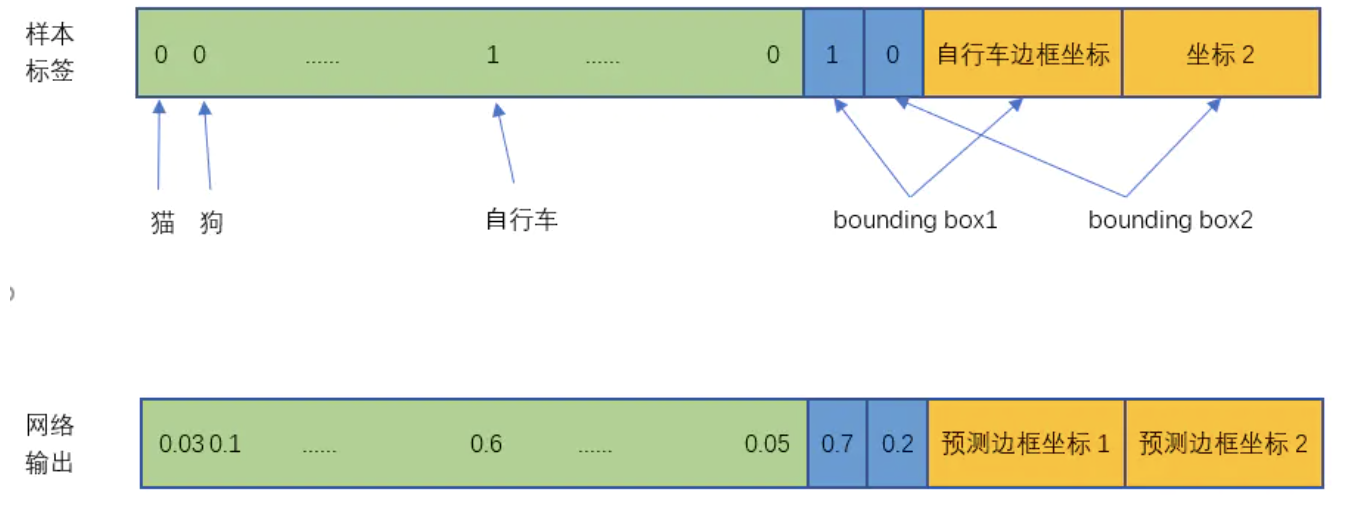 样本
标签
0 0 ...... 1 ...... 0 1 0 自行车边框坐标 坐标 2
猫 狗 自行车 bounding box1 bounding box2
网络
输出
0.03 0.1 ...... 0.6 ...... 0.05 0.7 0.2 预测边框坐标 1 预测边框坐标 2